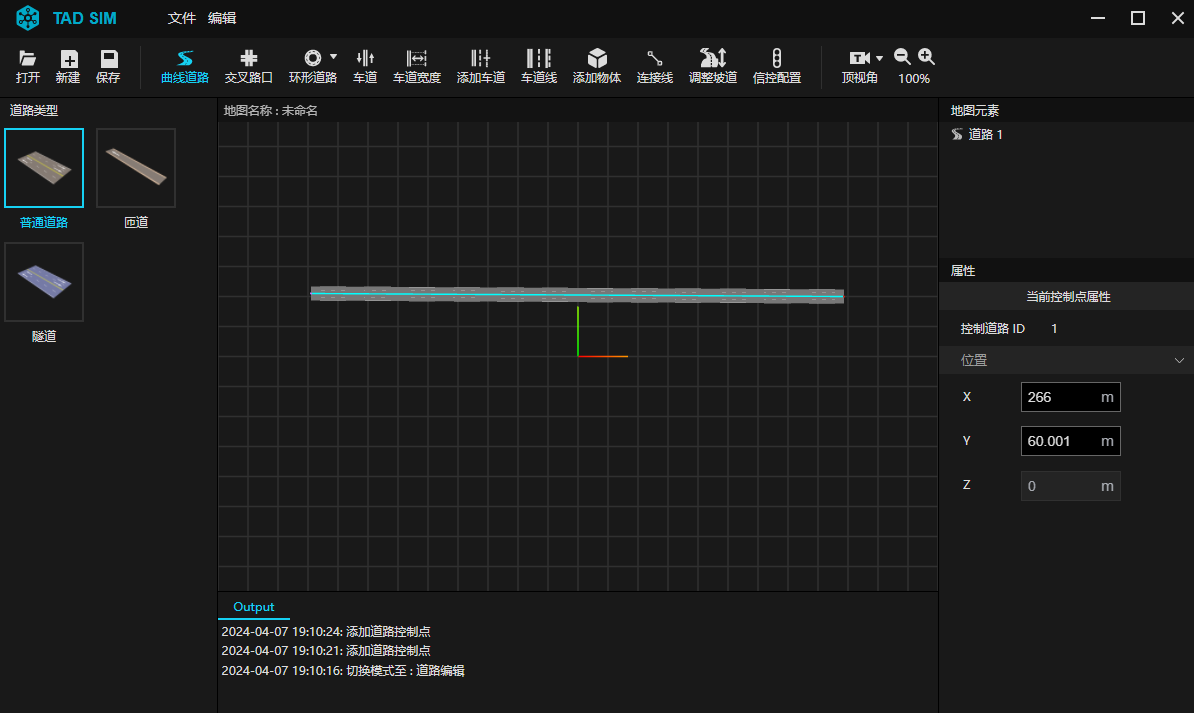 TAD SIM 文件 编辑
打开 新建 保存 曲线道路 交叉路口 环形道路 车道 车道宽度 添加车道 车道线 添加物体 连接线 调整坡道 信控配置 顶视角 100%
道路类型
普通道路 匝道
隧道
地图名称 : 未命名
Output
2024-04-07 19:10:24: 添加道路控制点
2024-04-07 19:10:21: 添加道路控制点
2024-04-07 19:10:16: 切换模式至 : 道路编辑
地图元素
道路 1
属性
当前控制点属性
控制道路 ID 1
位置
X 266 m
Y 60.001 m
Z 0 m